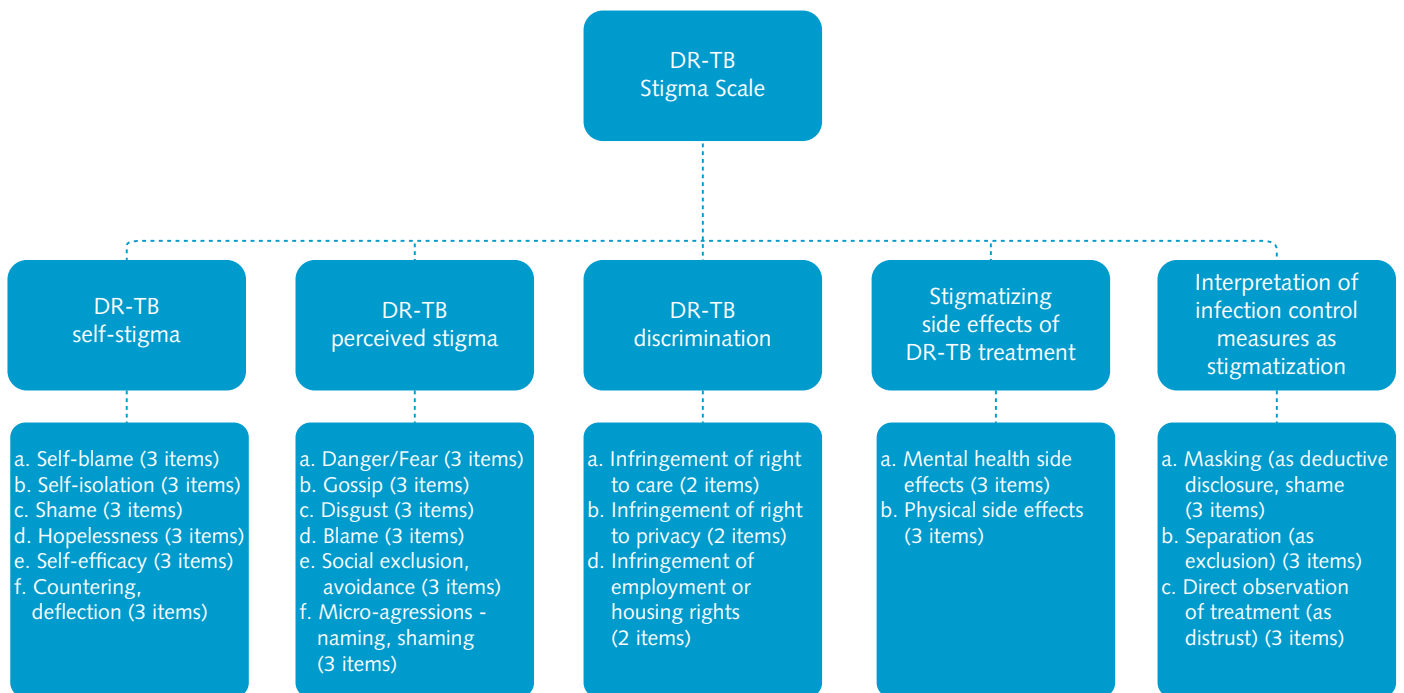 DR-TB
Stigma Scale
DR-TB
self-stigma
DR-TB
perceived stigma
DR-TB
discrimination
Stigmatizing
side effects of
DR-TB treatment
Interpretation of
infection control
measures as
stigmatization
a. Self-blame (3 items)
b. Self-isolation (3 items)
c. Shame (3 items)
d. Hopelessness (3 items)
e. Self-efficacy (3 items)
f. Countering,
deflection (3 items)
a. Danger/Fear (3 items)
b. Gossip (3 items)
c. Disgust (3 items)
d. Blame (3 items)
e. Social exclusion,
avoidance (3 items)
f. Micro-agressions -
naming, shaming
(3 items)
a. Infringement of right
to care (2 items)
b. Infringement of right
to privacy (2 items)
d. Infringement of
employment or
housing rights
(2 items)
a. Mental health side
effects (3 items)
b. Physical side effects
(3 items)
a. Masking (as deductive
disclosure, shame
(3 items)
b. Separation (as
exclusion) (3 items)
c. Direct observation
of treatment (as
distrust) (3 items)